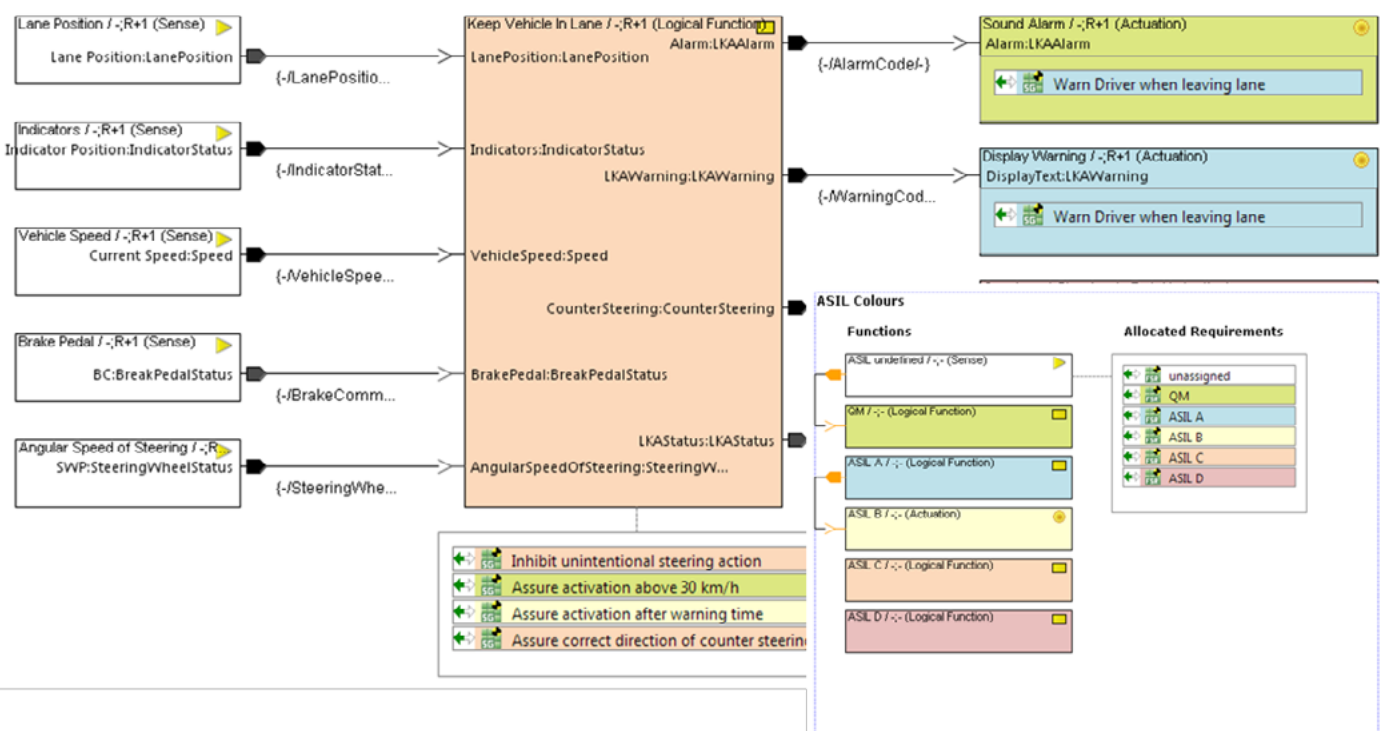 Lane Position / -;R+1 (Sense)
Lane Position:LanePosition
{-/LanePositio...
Indicators / -;R+1 (Sense)
Indicator Position:IndicatorStatus
{-/IndicatorStat...
Vehicle Speed / -;R+1 (Sense)
Current Speed:Speed
{-/VehicleSpee...
Brake Pedal / -;R+1 (Sense)
BC:BreakPedalStatus
{-/BrakeComm...
Angular Speed of Steering / -;R...
SWP:SteeringWheelStatus
{-/SteeringWhe...
Keep Vehicle In Lane / -;R+1 (Logical Function)
Alarm:LKAAlarm
LanePosition:LanePosition
Indicators:IndicatorStatus
LKAWarning:LKAWarning
VehicleSpeed:Speed
CounterSteering:CounterSteering
BrakePedal:BreakPedalStatus
LKAStatus:LKAStatus
AngularSpeedOfSteering:SteeringW...
SG=
Inhibit unintentional steering action
SG=
Assure activation above 30 km/h
SG=
Assure activation after warning time
SG=
Assure correct direction of counter steering
{-/AlarmCode/-}
{-/WarningCod...
Sound Alarm / -;R+1 (Actuation)
Alarm:LKAAlarm
SG=
Warn Driver when leaving lane
Display Warning / -;R+1 (Actuation)
DisplayText:LKAWarning
SG=
Warn Driver when leaving lane
ASIL Colours
Functions
ASIL undefined / -;- (Sense)
QM / -;- (Logical Function)
ASIL A / -;- (Logical Function)
ASIL B / -;- (Actuation)
ASIL C / -;- (Logical Function)
ASIL D / -;- (Logical Function)
Allocated Requirements
unassigned
QM
ASIL A
ASIL B
ASIL C
ASIL D